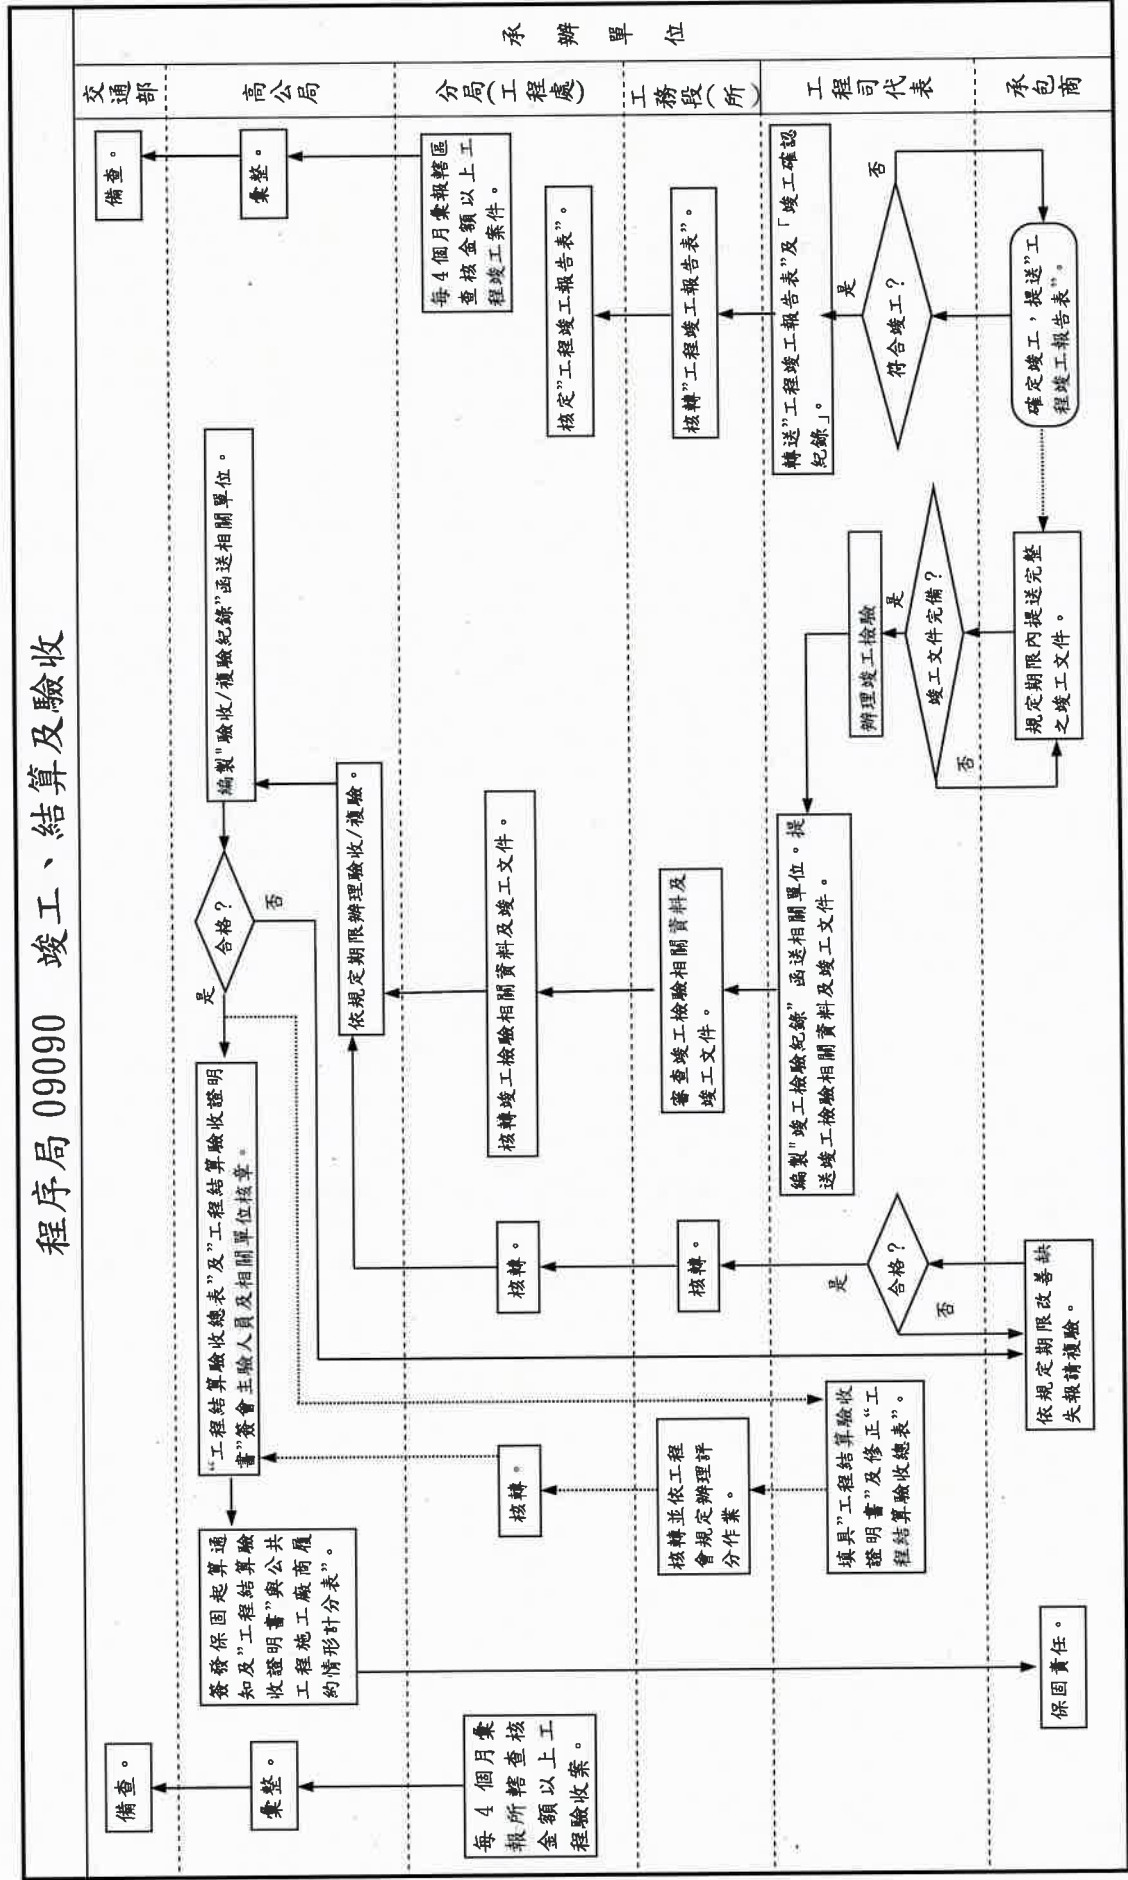 程序局 09090 竣工、結算及驗收
承辦單位
交通部
高公局
分局(工程處)
工務段(所)
工程司代表
承包商
備查。
彙整。
每4個月彙報轄區
查核金額以上工
程竣工案件。
核定”工程竣工報告表”。
核轉”工程竣工報告表”。
轉送”工程竣工報告表”及「竣工確認
紀錄」。
是
符合竣工?
否
確定竣工,提送”工
程竣工報告表”。
規定期限內提送完整
之竣工文件。
竣工文件完備?
是
否
辦理竣工檢驗
編製"竣工檢驗紀錄" 函送相關單位。提
送竣工檢驗相關資料及竣工文件。
審查竣工檢驗相關資料及
竣工文件。
核轉竣工檢驗相關資料及竣工文件。
依規定期限辦理驗收/複驗。
編製"驗收/複驗紀錄”函送相關單位。
合格?
是
否
依規定期限改善缺
失報請複驗。
合格?
是
否
核轉。
核轉。
填具”工程結算驗收
證明書”及修正“工
程結算驗收總表”。
核轉並依工程
會規定辦理評
分作業。
核轉。
“工程結算驗收總表”及”工程結算驗收證明
書”簽會主驗人員及相關單位核章。
簽發保固起算通
知及”工程結算驗
收證明書”與公共
工程施工廠商履
約情形計分表”。
保固責任。
備查。
彙整。
每4個月彙
報所轄查核
金額以上工
程驗收案。